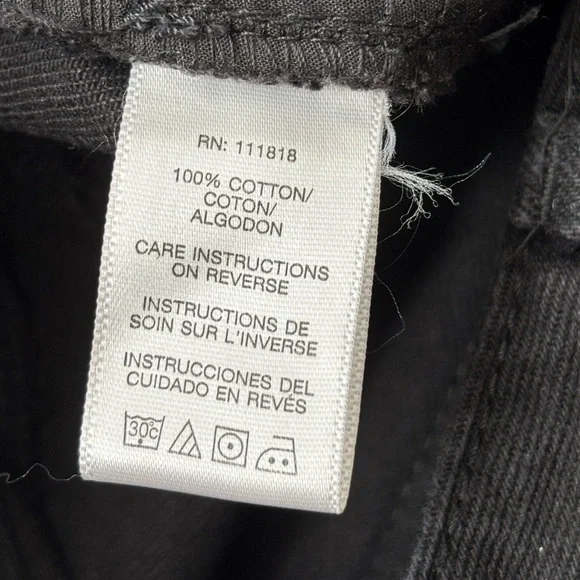 RN: 111818
100% COTTON/
COTON/
ALGODON
CARE INSTRUCTIONS
ON REVERSE
INSTRUCTIONS DE
SOIN SUR L'INVERSE
INSTRUCCIONES DEL
CUIDADO EN REVÉS
30c